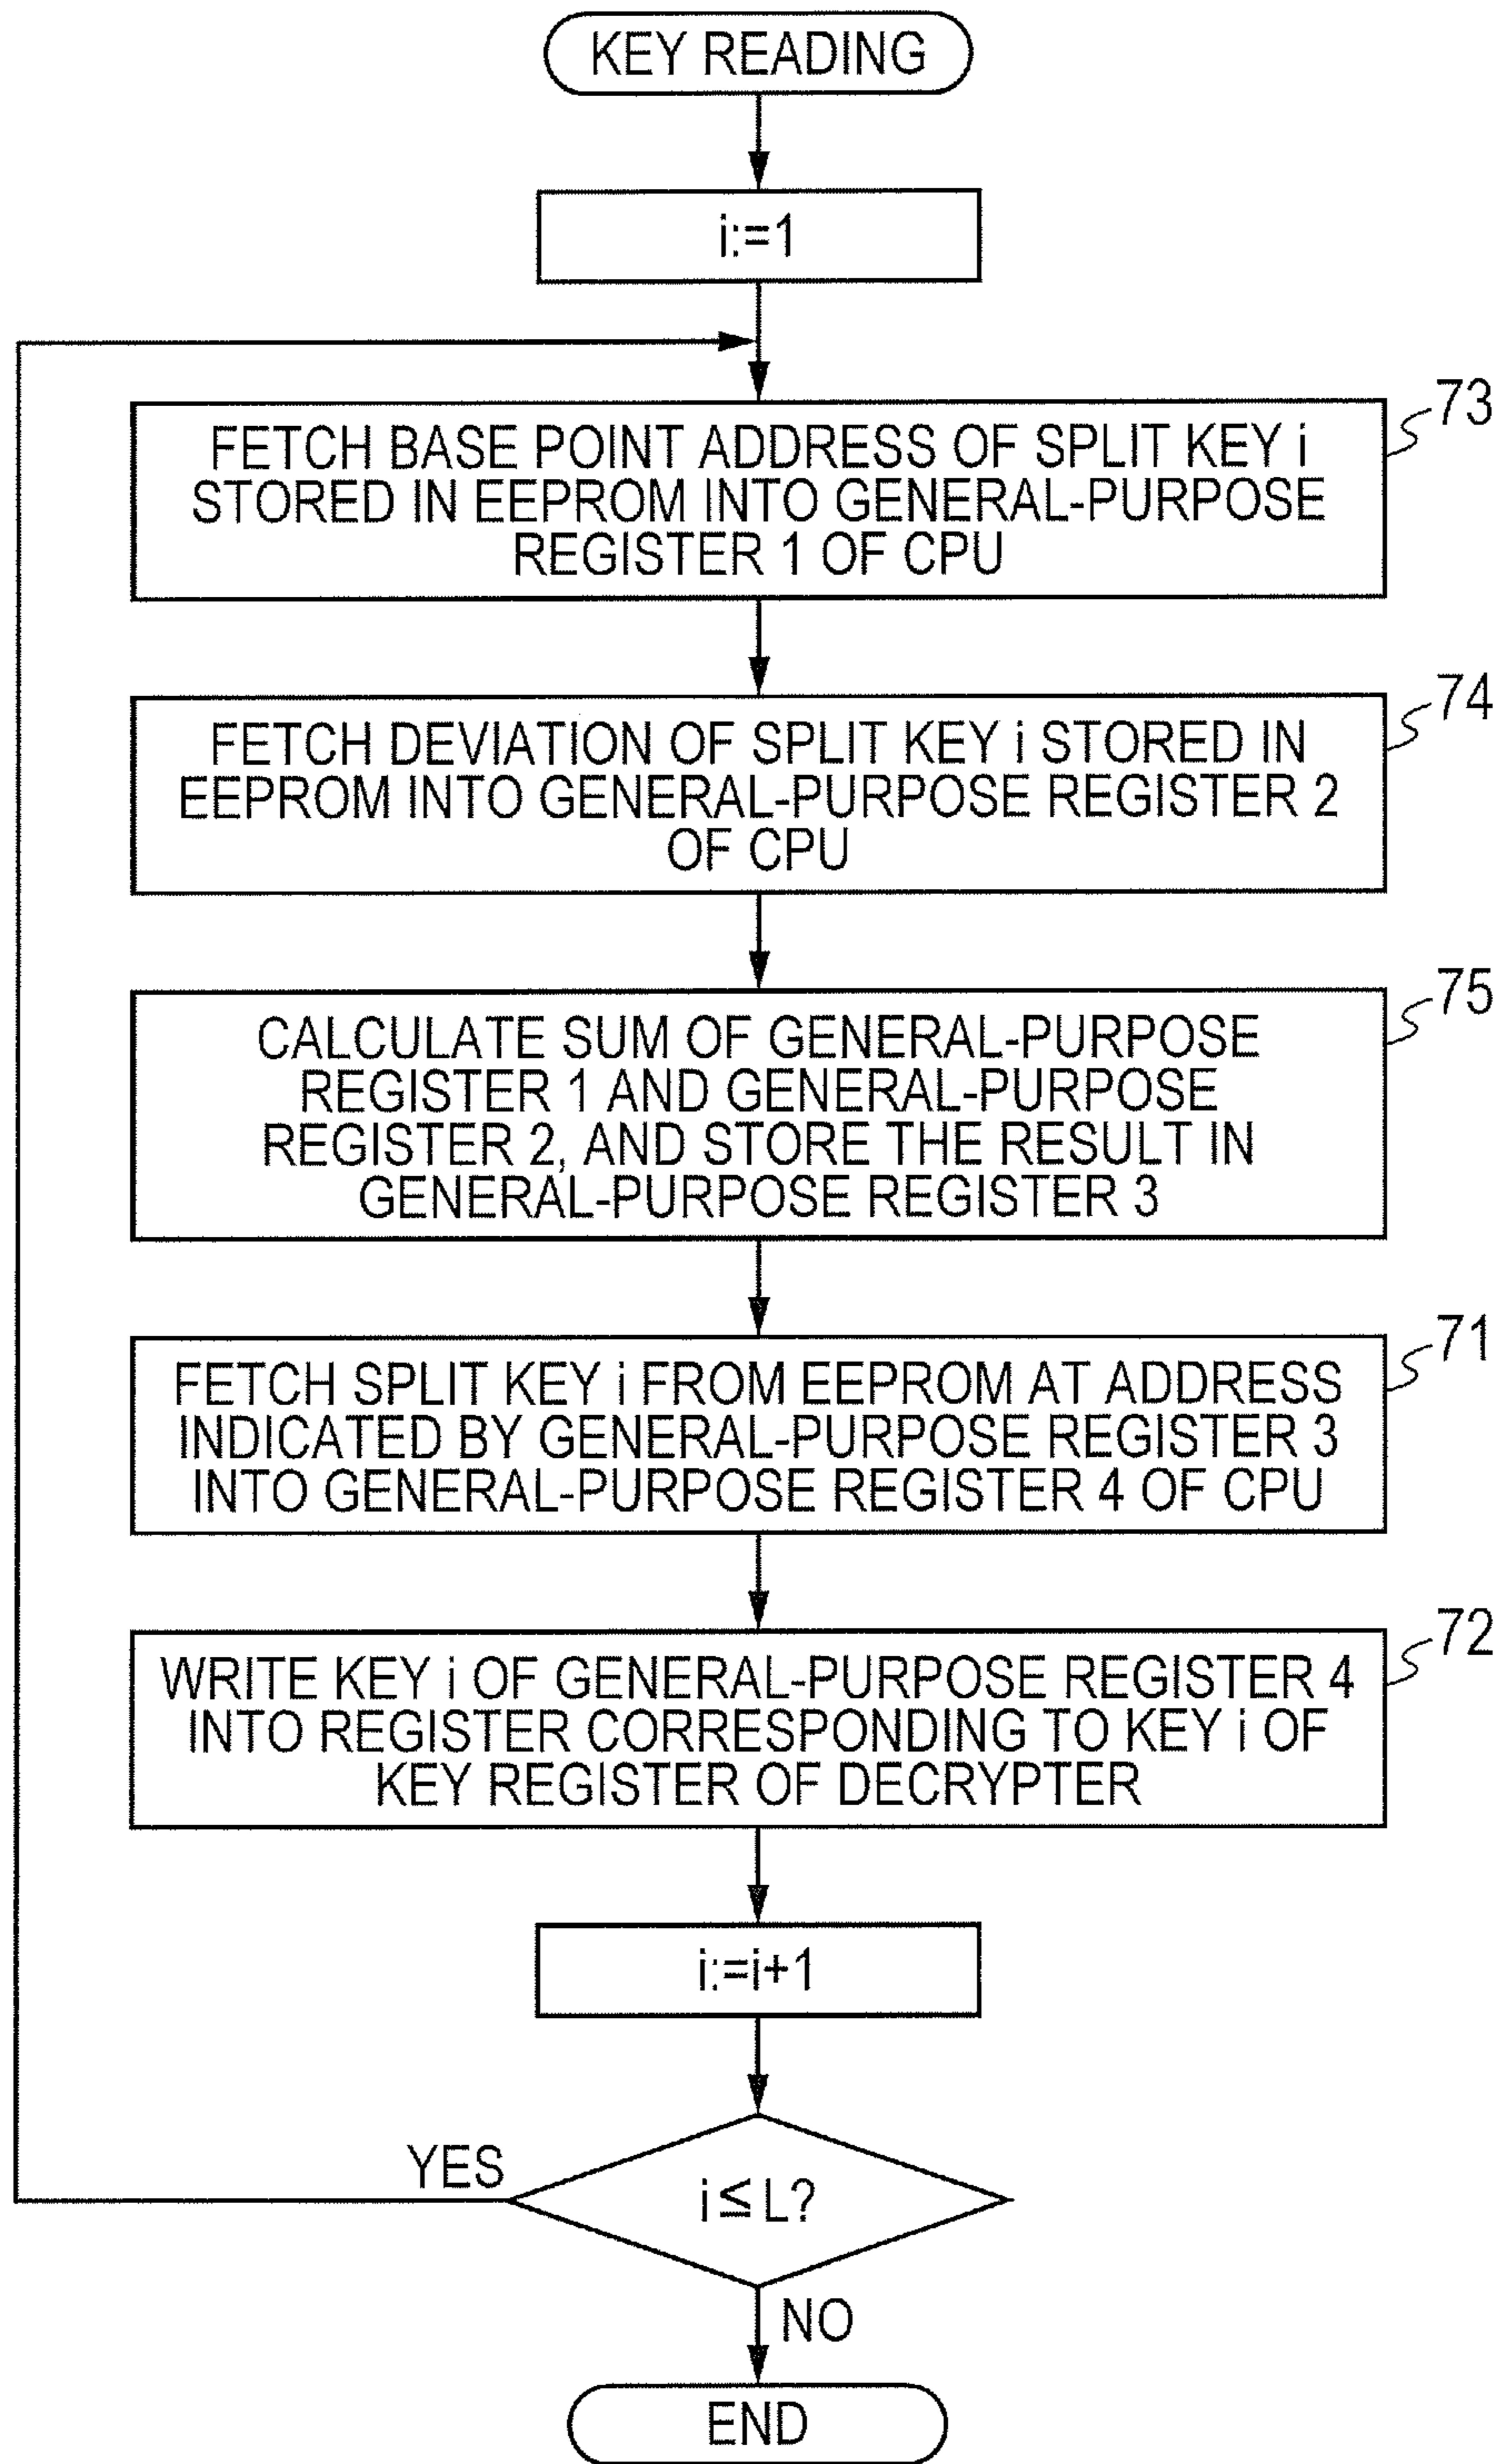 KEY READING
i:=1
73
FETCH BASE POINT ADDRESS OF SPLIT KEY i
STORED IN EEPROM INTO GENERAL-PURPOSE
REGISTER 1 OF CPU
74
FETCH DEVIATION OF SPLIT KEY i STORED IN
EEPROM INTO GENERAL-PURPOSE REGISTER 2
OF CPU
75
CALCULATE SUM OF GENERAL-PURPOSE
REGISTER 1 AND GENERAL-PURPOSE
REGISTER 2, AND STORE THE RESULT IN
GENERAL-PURPOSE REGISTER 3
71
FETCH SPLIT KEY i FROM EEPROM AT ADDRESS
INDICATED BY GENERAL-PURPOSE REGISTER 3
INTO GENERAL-PURPOSE REGISTER 4 OF CPU
72
WRITE KEY i OF GENERAL-PURPOSE REGISTER 4
INTO REGISTER CORRESPONDING TO KEY i OF
KEY REGISTER OF DECRYPTER
i:=i+1
YES
i≦L?
NO
END